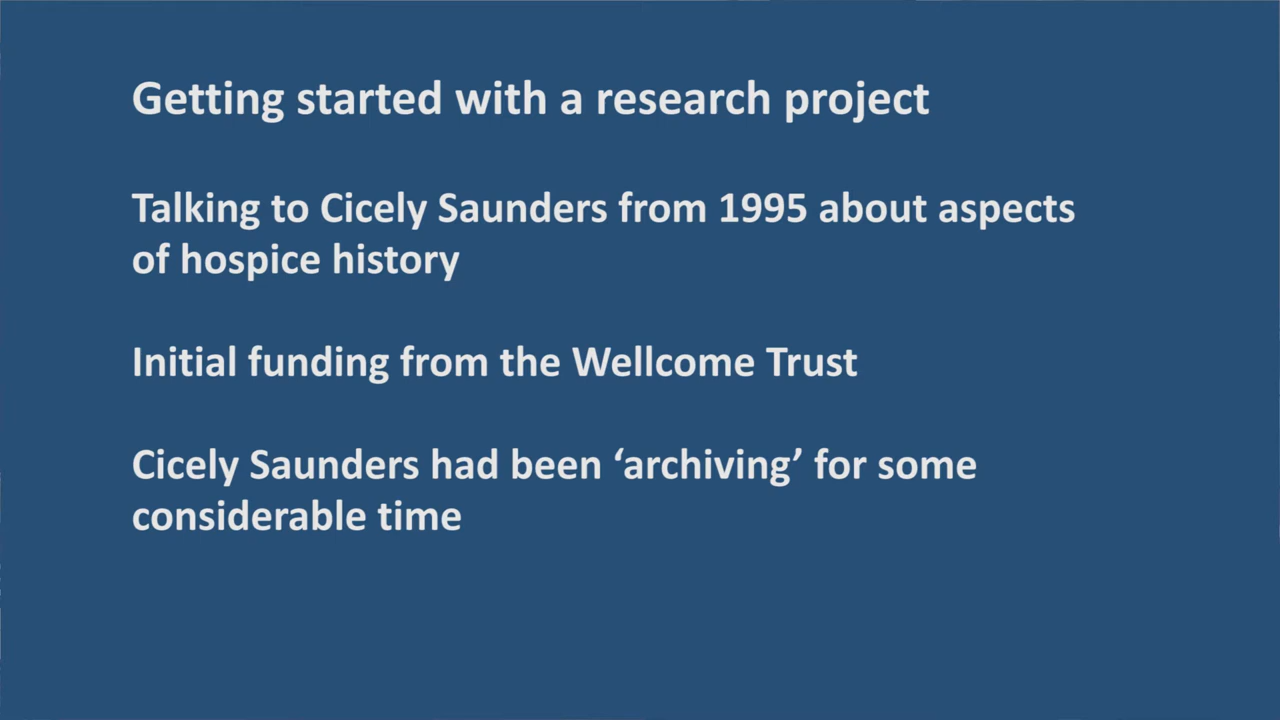 Getting started with a research project
Talking to Cicely Saunders from 1995 about aspects
of hospice history
Initial funding from the Wellcome Trust
Cicely Saunders had been ‘archiving’ for some
considerable time